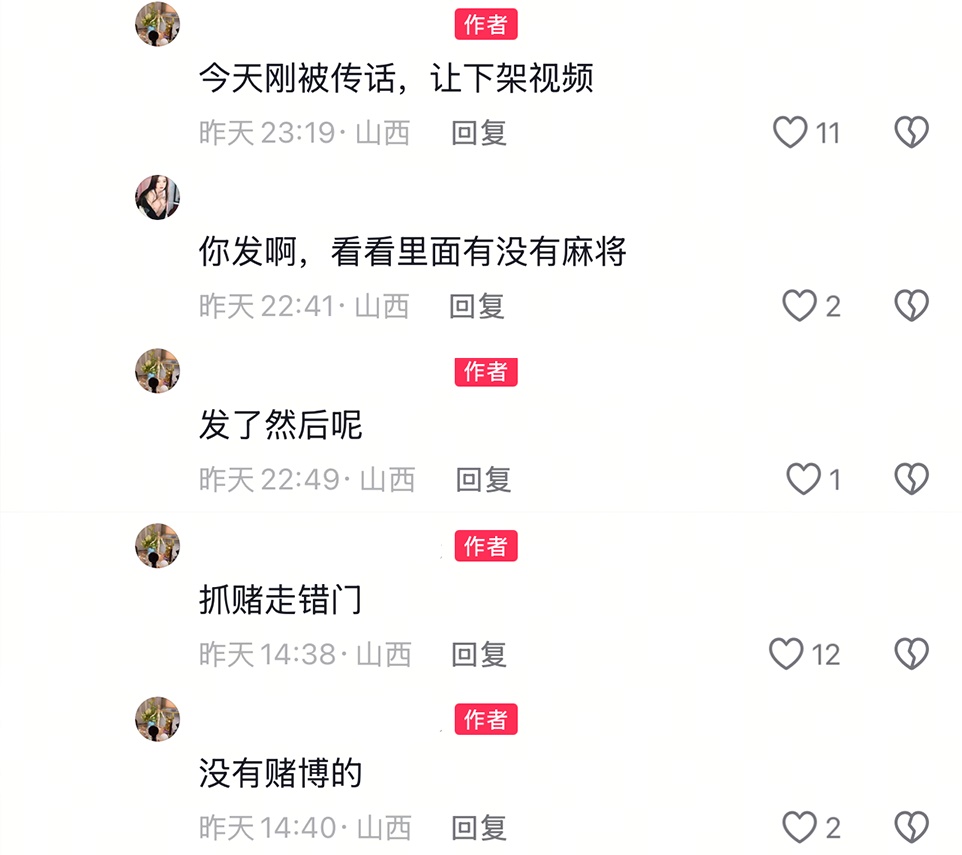 作者
今天刚被传话，让下架视频
昨天 23:19· 山西 回复 11
你发啊，看看里面有没有麻将
昨天 22:41· 山西 回复 2
作者
发了然后呢
昨天 22:49· 山西 回复 1
作者
抓赌走错门
昨天 14:38· 山西 回复 12
作者
没有赌博的
昨天 14:40· 山西 回复 2